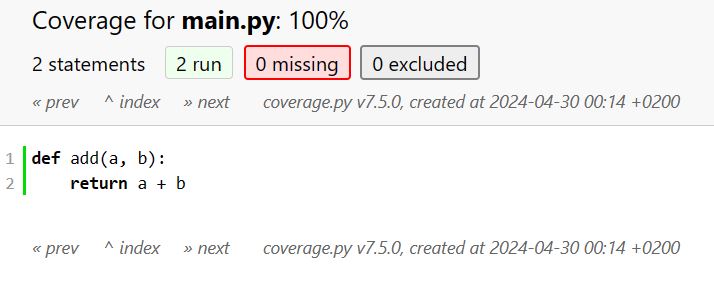 Coverage for main.py: 100%
2 statements 2 run 0 missing 0 excluded
« prev ^ index » next coverage.py v7.5.0, created at 2024-04-30 00:14 +0200
1 def add(a, b):
2     return a + b
« prev ^ index » next coverage.py v7.5.0, created at 2024-04-30 00:14 +0200